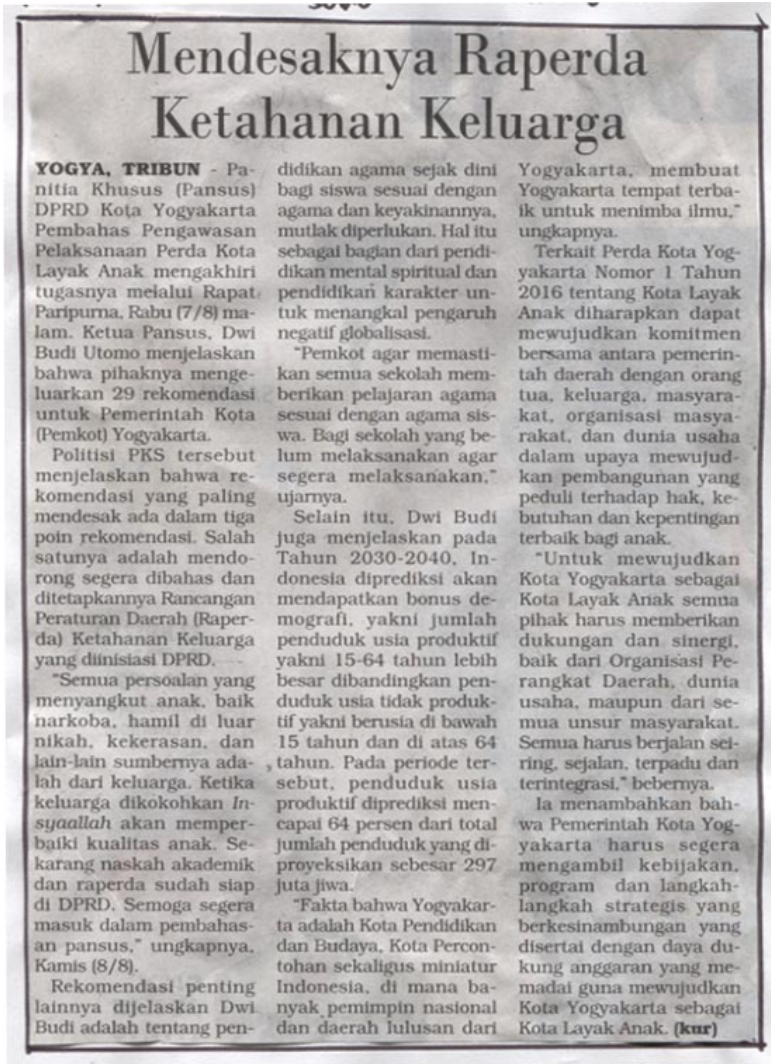 Mendesaknya Raperda
Ketahanan Keluarga
YOGYA, TRIBUN - Pa-
nitia Khusus (Pansus)
DPRD Kota Yogyakarta
Pembahas Pengawasan
Pelaksanaan Perda Kota
Layak Anak mengakhiri
tugasnya melalui Rapat
Paripurna, Rabu (7/8) ma-
lam. Ketua Pansus, Dwi
Budi Utomo menjelaskan
bahwa pihaknya menge-
luarkan 29 rekomendasi
untuk Pemerintah Kota
(Pemkot) Yogyakarta.
Politisi PKS tersebut
menjelaskan bahwa re-
komendasi yang paling
mendesak ada dalam tiga
poin rekomendasi. Salah
satunya adalah mendo-
rong segera dibahas dan
ditetapkannya Rancangan
Peraturan Daerah (Raper-
da) Ketahanan Keluarga
yang diinisiasi DPRD.
"Semua persoalan yang
menyangkut anak, baik
narkoba, hamil di luar
nikah, kekerasan, dan
lain-lain sumbernya ada-
lah dari keluarga. Ketika
keluarga dikokohkan In-
syaallah akan memper-
baiki kualitas anak. Se-
karang naskah akademik
dan raperda sudah siap
di DPRD. Semoga segera
masuk dalam pembahas-
an pansus," ungkapnya,
Kamis (8/8).
Rekomendasi penting
lainnya dijelaskan Dwi
Budi adalah tentang pen-
didikan agama sejak dini
bagi siswa sesuai dengan
agama dan keyakinannya,
mutlak diperlukan. Hal itu
sebagai bagian dari pendi-
dikan mental spiritual dan
pendidikan karakter un-
tuk menangkal pengaruh
negatif globalisasi.
"Pemkot agar memasti-
kan semua sekolah mem-
berikan pelajaran agama
sesuai dengan agama sis-
wa. Bagi sekolah yang be-
lum melaksanakan agar
segera melaksanakan,"
ujarnya.
Selain itu, Dwi Budi
juga menjelaskan pada
Tahun 2030-2040, In-
donesia diprediksi akan
mendapatkan bonus de-
mografi, yakni jumlah
penduduk usia produktif
yakni 15-64 tahun lebih
besar dibandingkan pen-
duduk usia tidak produk-
tif yakni berusia di bawah
15 tahun dan di atas 64
tahun. Pada periode ter-
sebut, penduduk usia
produktif diprediksi men-
capai 64 persen dari total
jumlah penduduk yang di-
proyeksikan sebesar 297
juta jiwa.
"Fakta bahwa Yogyakar-
ta adalah Kota Pendidikan
dan Budaya, Kota Percon-
tohan sekaligus miniatur
Indonesia, di mana ba-
nyak pemimpin nasional
dan daerah lulusan dari
Yogyakarta, membuat
Yogyakarta tempat terba-
ik untuk menimba ilmu,"
ungkapnya.
Terkait Perda Kota Yog-
yakarta Nomor 1 Tahun
2016 tentang Kota Layak
Anak diharapkan dapat
mewujudkan komitmen
bersama antara pemerin-
tah daerah dengan orang
tua, keluarga, masyara-
kat, organisasi masya-
rakat, dan dunia usaha
dalam upaya mewujud-
kan pembangunan yang
peduli terhadap hak, ke-
butuhan dan kepentingan
terbaik bagi anak.
"Untuk mewujudkan
Kota Yogyakarta sebagai
Kota Layak Anak semua
pihak harus memberikan
dukungan dan sinergi,
baik dari Organisasi Pe-
rangkat Daerah, dunia
usaha, maupun dari se-
mua unsur masyarakat.
Semua harus berjalan sei-
ring, sejalan, terpadu dan
terintegrasi," bebernya.
Ia menambahkan bah-
wa Pemerintah Kota Yog-
yakarta harus segera
mengambil kebijakan,
program dan langkah-
langkah strategis yang
berkesinambungan yang
disertai dengan daya du-
kung anggaran yang me-
madai guna mewujudkan
Kota Yogyakarta sebagai
Kota Layak Anak. (kur)